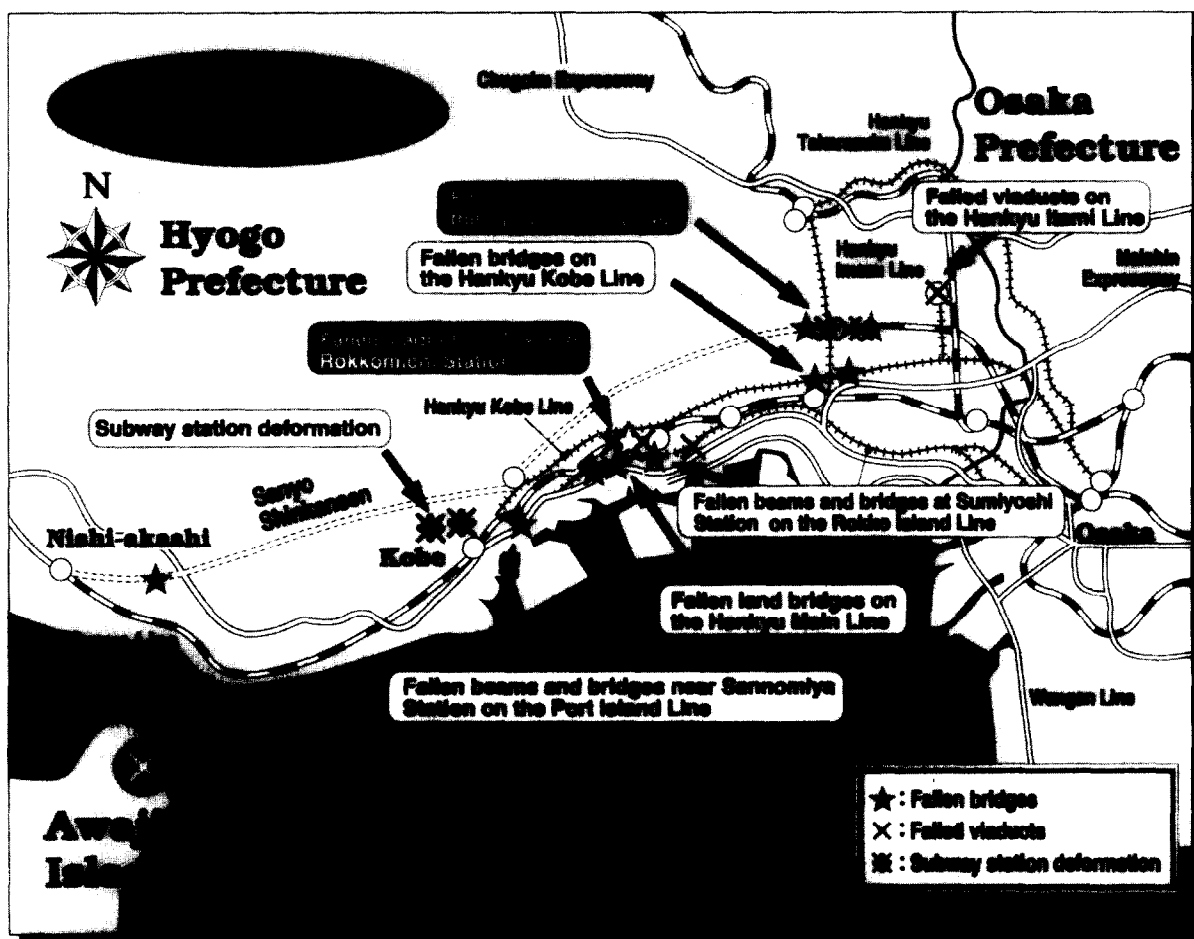 Chugoku Expressway
Osaka
Prefecture
Hankyu
Takarazuka Line
N
Hyogo
Prefecture
Failed viaducts on
the Hankyu Itami Line
Fallen bridges on
the Hankyu Kobe Line
Hankyu
Imazu Line
Meishin
Expressway
Rokkomichi Station
Hankyu Kobe Line
Subway station deformation
Sanyo
Shinkansen
Fallen beams and bridges at Sumiyoshi
Station on the Rokko Island Line
Nishi-akashi
Kobe
Osaka
Fallen land bridges on
the Hankyu Main Line
Fallen beams and bridges near Sannomiya
Station on the Port Island Line
Wangan Line
★ : Fallen bridges
× : Failed viaducts
: Subway station deformation